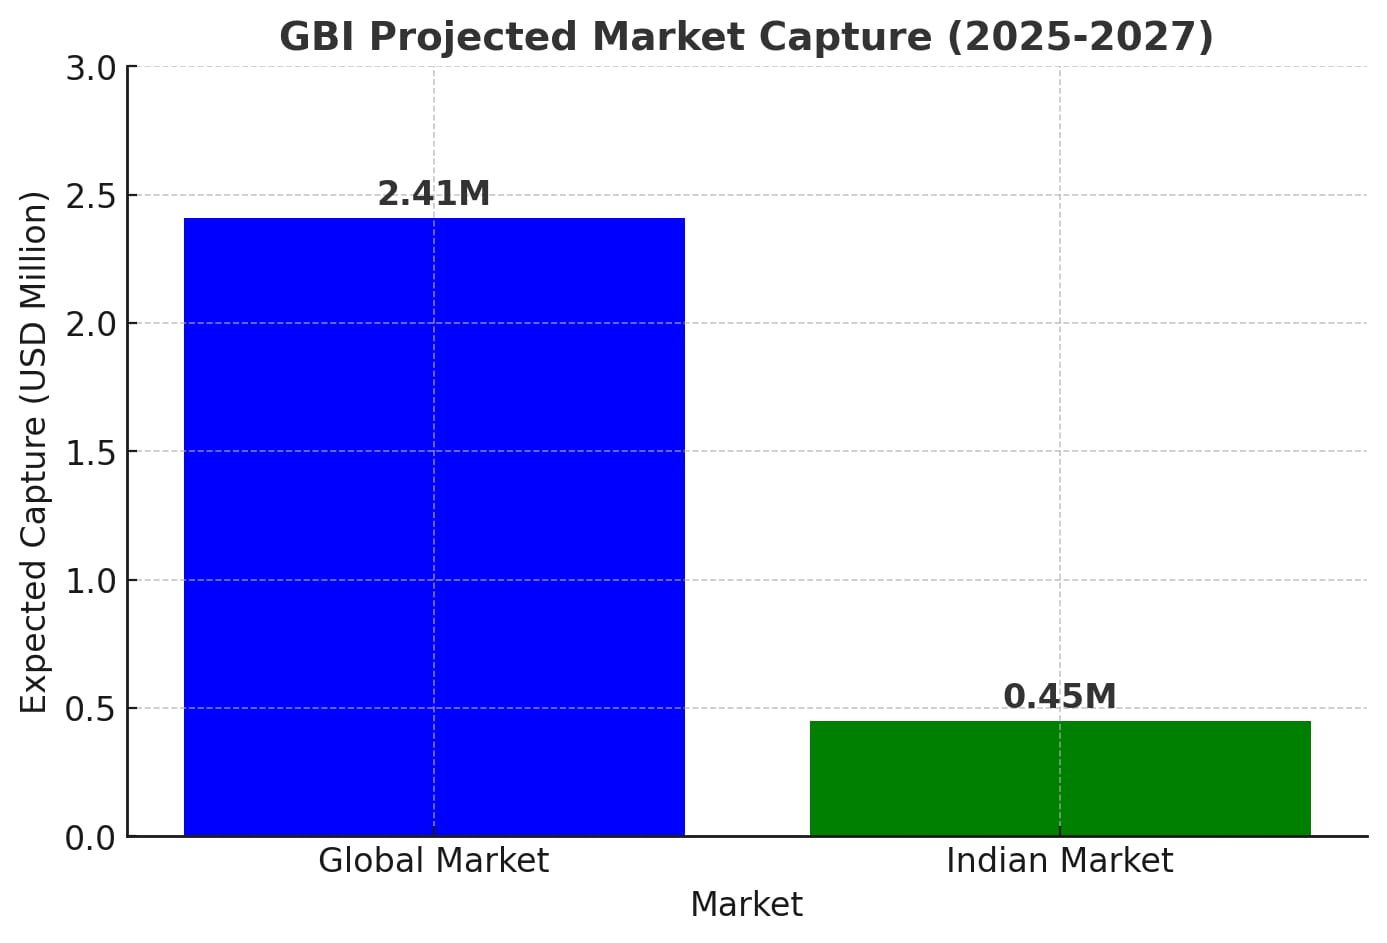 GBI Projected Market Capture (2025-2027)
Expected Capture (USD Million)
3.0
2.5
2.0
1.5
1.0
0.5
0.0
2.41M
0.45M
Global Market
Indian Market
Market